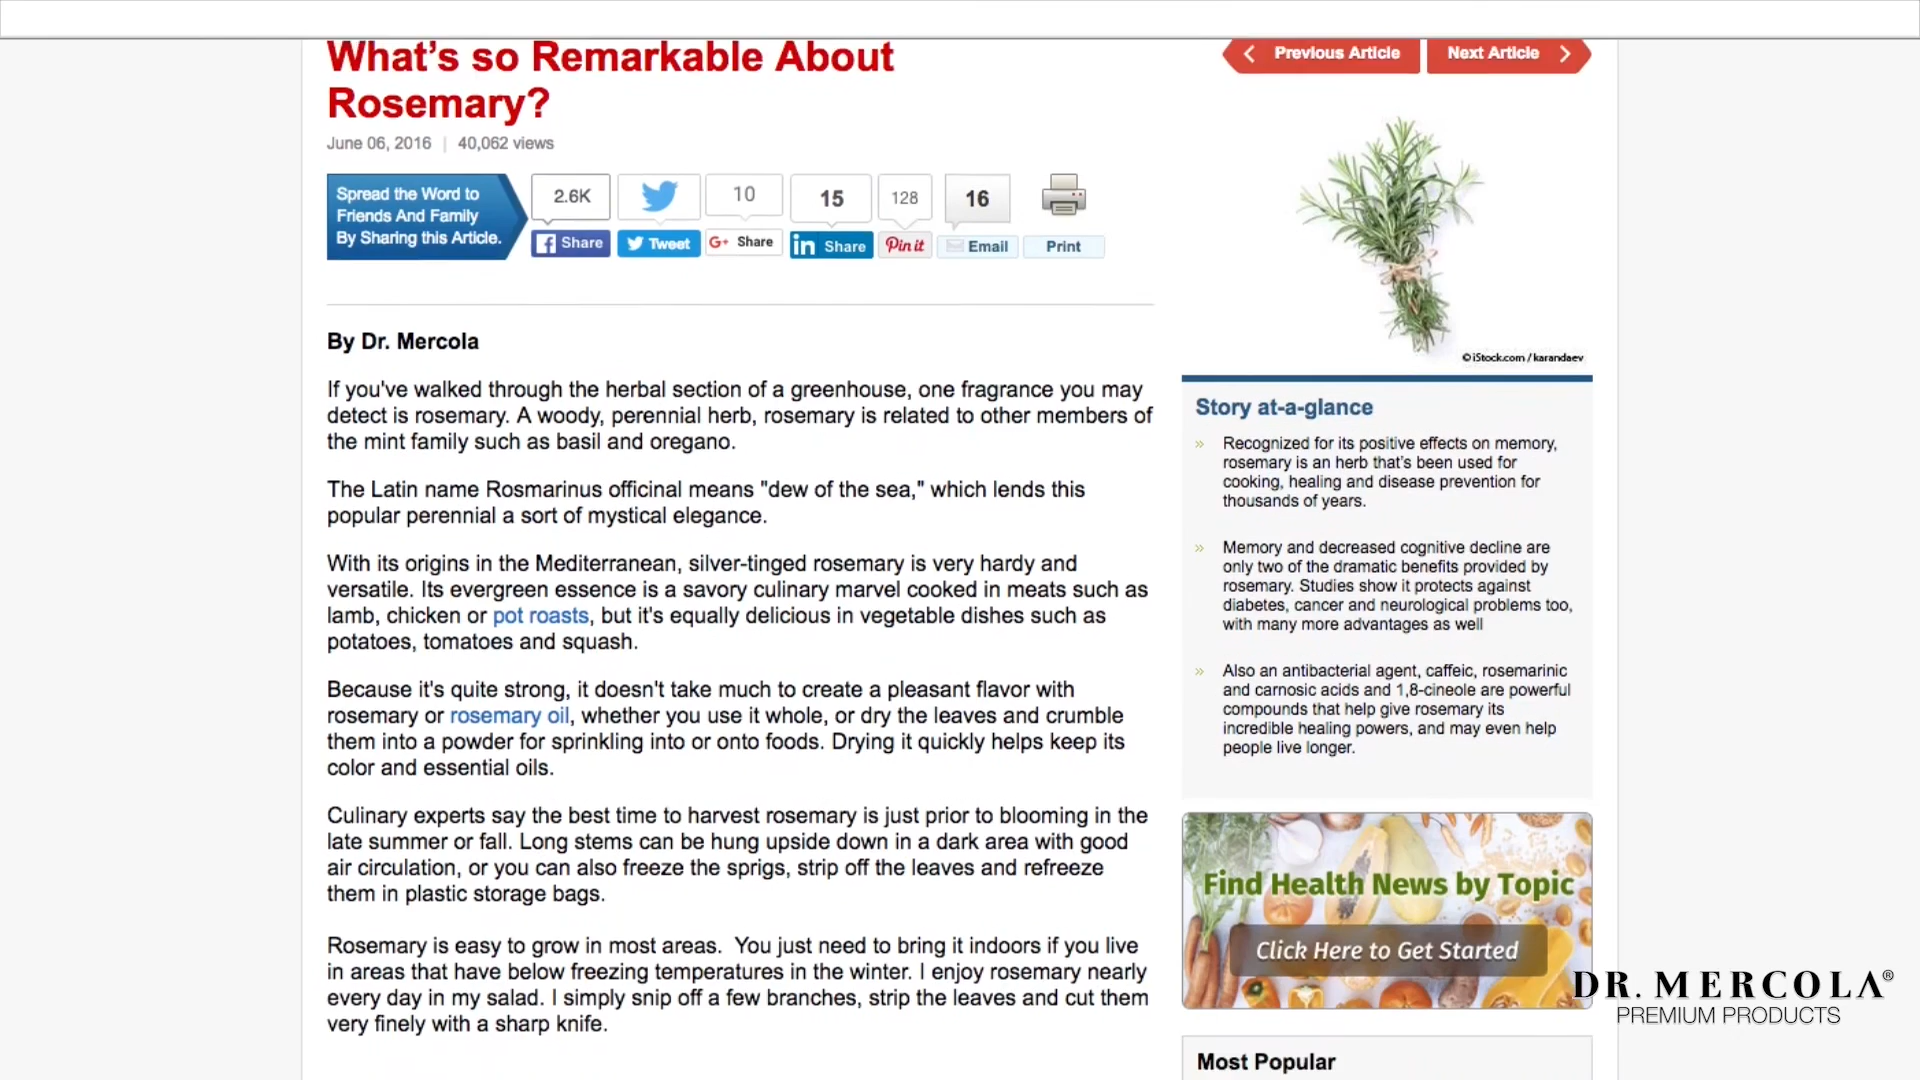 What's so Remarkable About
Rosemary?
June 06, 2016 | 40,062 views
Spread the Word to
Friends And Family
By Sharing this Article.
2.6K
10
15
128
16
Share
Tweet
G+ Share
in Share
Pin it
Email
Print
By Dr. Mercola
If you've walked through the herbal section of a greenhouse, one fragrance you may
detect is rosemary. A woody, perennial herb, rosemary is related to other members of
the mint family such as basil and oregano.
The Latin name Rosmarinus officinal means "dew of the sea," which lends this
popular perennial a sort of mystical elegance.
With its origins in the Mediterranean, silver-tinged rosemary is very hardy and
versatile. Its evergreen essence is a savory culinary marvel cooked in meats such as
lamb, chicken or pot roasts, but it's equally delicious in vegetable dishes such as
potatoes, tomatoes and squash.
Because it's quite strong, it doesn't take much to create a pleasant flavor with
rosemary or rosemary oil, whether you use it whole, or dry the leaves and crumble
them into a powder for sprinkling into or onto foods. Drying it quickly helps keep its
color and essential oils.
Culinary experts say the best time to harvest rosemary is just prior to blooming in the
late summer or fall. Long stems can be hung upside down in a dark area with good
air circulation, or you can also freeze the sprigs, strip off the leaves and refreeze
them in plastic storage bags.
Rosemary is easy to grow in most areas.  You just need to bring it indoors if you live
in areas that have below freezing temperatures in the winter. I enjoy rosemary nearly
every day in my salad. I simply snip off a few branches, strip the leaves and cut them
very finely with a sharp knife.
Previous Article
Next Article
©iStock.com / karandaev
Story at-a-glance
» Recognized for its positive effects on memory,
rosemary is an herb that's been used for
cooking, healing and disease prevention for
thousands of years.
» Memory and decreased cognitive decline are
only two of the dramatic benefits provided by
rosemary. Studies show it protects against
diabetes, cancer and neurological problems too,
with many more advantages as well
» Also an antibacterial agent, caffeic, rosemarinic
and carnosic acids and 1,8-cineole are powerful
compounds that help give rosemary its
incredible healing powers, and may even help
people live longer.
Find Health News by Topic
Click Here to Get Started
DR. MERCOLA®
PREMIUM PRODUCTS
Most Popular